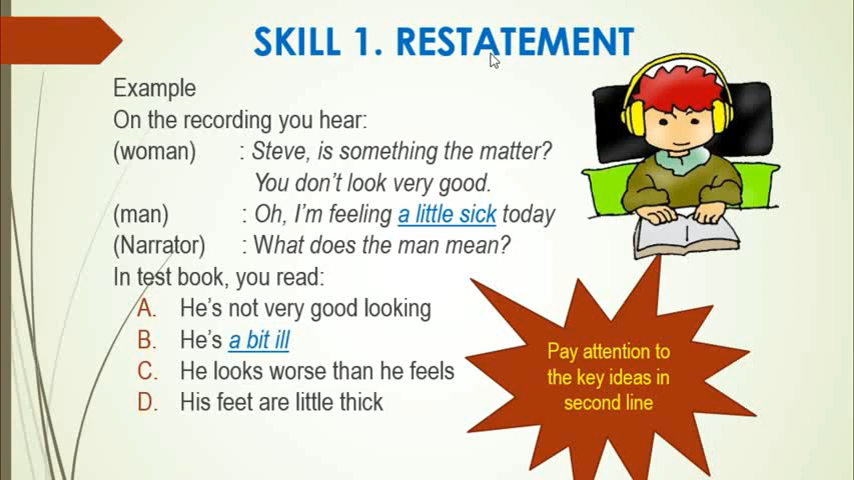 SKILL 1. RESTATEMENT
Example
On the recording you hear:
(woman) : Steve, is something the matter?
You don't look very good.
(man) : Oh, I'm feeling a little sick today
(Narrator) : What does the man mean?
In test book, you read:
A. He's not very good looking
B. He's a bit ill
C. He looks worse than he feels
D. His feet are little thick
Pay attention to
the key ideas in
second line